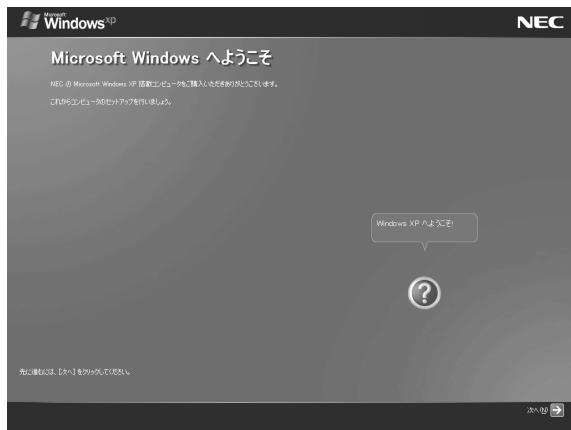 Microsoft
Windows xp
NEC
Microsoft Windows へようこそ
NEC の Microsoft Windows XP 搭載コンピュータをご購入いただきありがとうございます。
これからコンピュータのセットアップを行いましょう。
Windows XP へようこそ!
?
先に進むには、[次へ] をクリックしてください。
次へ(N)